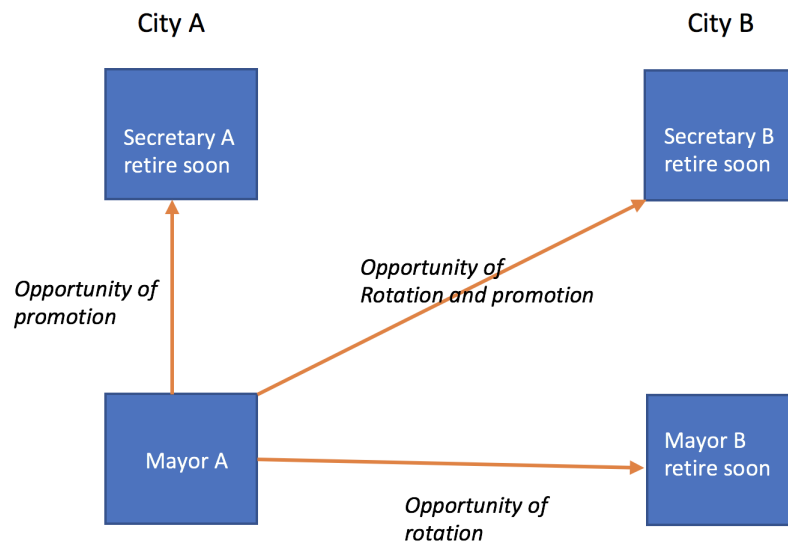 City A
City B
Secretary A
retire soon
Secretary B
retire soon
Opportunity of
promotion
Opportunity of
Rotation and promotion
Mayor A
Mayor B
retire soon
Opportunity of
rotation